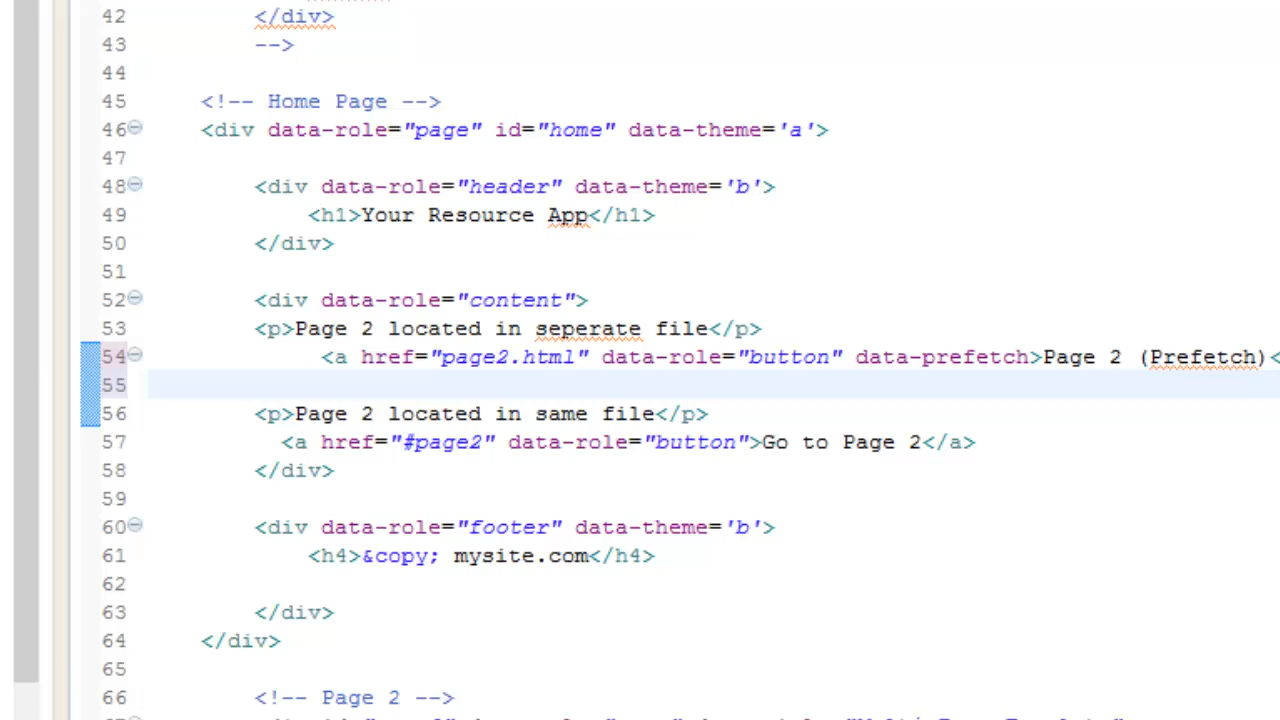 42 </div>
43 -->
44
45 <!-- Home Page -->
46 <div data-role="page" id="home" data-theme='a'>
47
48 <div data-role="header" data-theme='b'>
49 <h1>Your Resource App</h1>
50 </div>
51
52 <div data-role="content">
53 <p>Page 2 located in seperate file</p>
54 <a href="page2.html" data-role="button" data-prefetch>Page 2 (Prefetch)<
55
56 <p>Page 2 located in same file</p>
57 <a href="#page2" data-role="button">Go to Page 2</a>
58 </div>
59
60 <div data-role="footer" data-theme='b'>
61 <h4>&copy; mysite.com</h4>
62
63 </div>
64 </div>
65
66 <!-- Page 2 -->